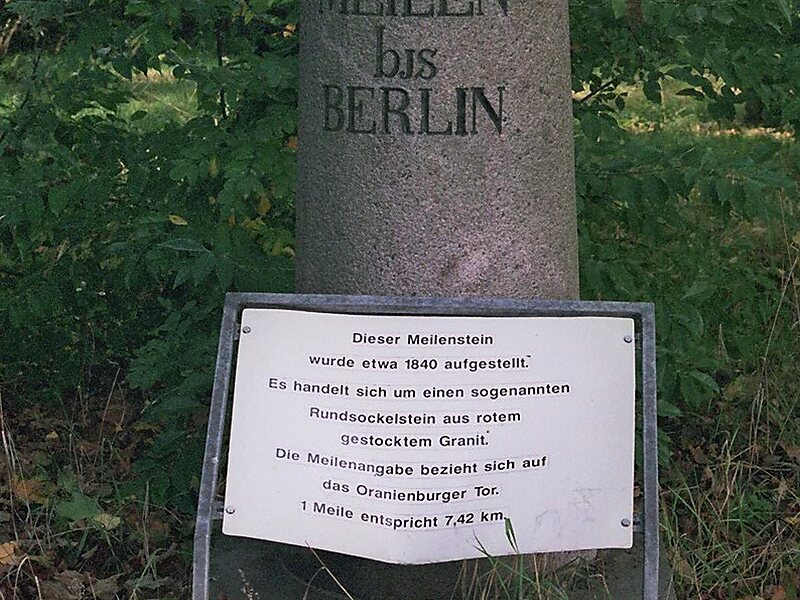 MEILEN
bis
BERLIN
Dieser Meilenstein
wurde etwa 1840 aufgestellt.
Es handelt sich um einen sogenannten
Rundsockelstein aus rotem
gestocktem Granit.
Die Meilenangabe bezieht sich auf
das Oranienburger Tor.
1 Meile entspricht 7,42 km.